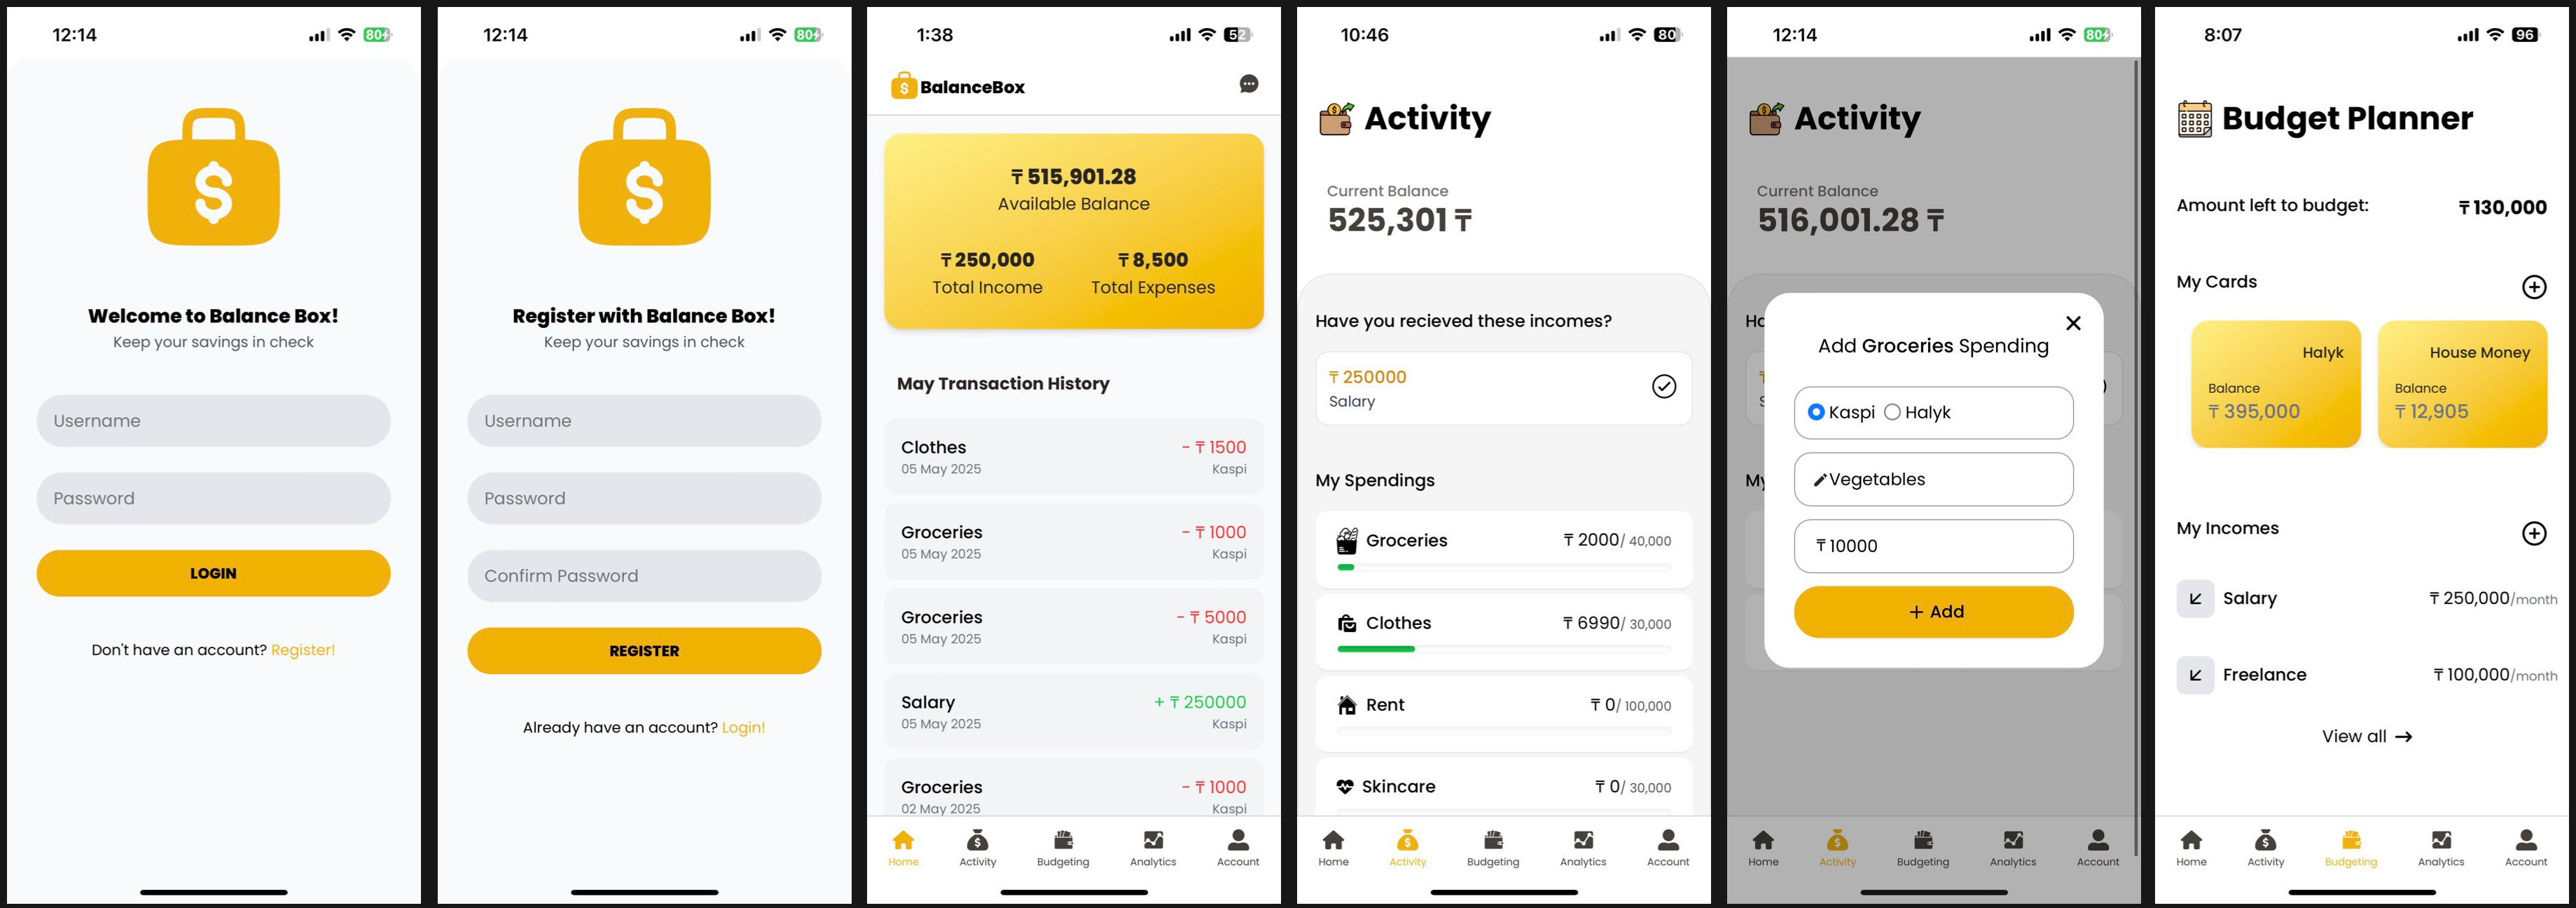 12:14
80
$
Welcome to Balance Box!
Keep your savings in check
Username
Password
LOGIN
Don't have an account? Register!
12:14
80
$
Register with Balance Box!
Keep your savings in check
Username
Password
Confirm Password
REGISTER
Already have an account? Login!
1:38
52
$ BalanceBox
₸ 515,901.28
Available Balance
₸ 250,000 ₸ 8,500
Total Income Total Expenses
May Transaction History
Clothes - ₸ 1500
05 May 2025 Kaspi
Groceries - ₸ 1000
05 May 2025 Kaspi
Groceries - ₸ 5000
05 May 2025 Kaspi
Salary + ₸ 250000
05 May 2025 Kaspi
Groceries - ₸ 1000
02 May 2025 Kaspi
Home Activity Budgeting Analytics Account
10:46
80
Activity
Current Balance
525,301 ₸
Have you recieved these incomes?
₸ 250000
Salary
My Spendings
Groceries ₸ 2000/ 40,000
Clothes ₸ 6990/ 30,000
Rent ₸ 0/ 100,000
Skincare ₸ 0/ 30,000
Home Activity Budgeting Analytics Account
12:14
80
Activity
Current Balance
516,001.28 ₸
Ha
Add Groceries Spending
Kaspi Halyk
My
Vegetables
₸ 10000
+ Add
Home Activity Budgeting Analytics Account
8:07
96
Budget Planner
Amount left to budget: ₸ 130,000
My Cards
Halyk
Balance
₸ 395,000
House Money
Balance
₸ 12,905
My Incomes
Salary ₸ 250,000/month
Freelance ₸ 100,000/month
View all →
Home Activity Budgeting Analytics Account